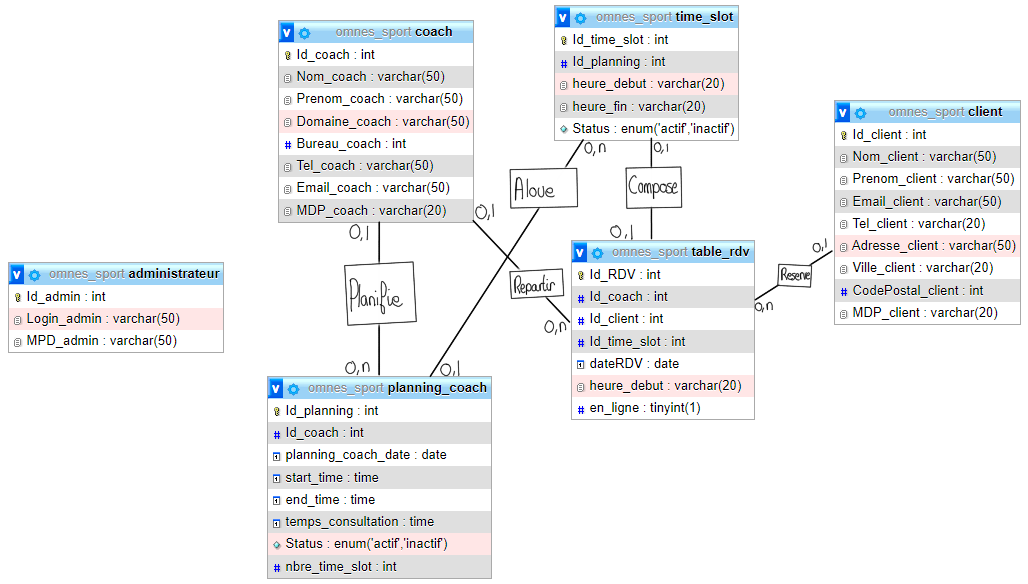 omnes_sport coach
Id_coach : int
Nom_coach : varchar(50)
Prenom_coach : varchar(50)
Domaine_coach : varchar(50)
Bureau_coach : int
Tel_coach : varchar(50)
Email_coach : varchar(50)
MDP_coach : varchar(20)
omnes_sport time_slot
Id_time_slot : int
Id_planning : int
heure_debut : varchar(20)
heure_fin : varchar(20)
Status : enum('actif','inactif')
omnes_sport client
Id_client : int
Nom_client : varchar(50)
Prenom_client : varchar(50)
Email_client : varchar(50)
Tel_client : varchar(20)
Adresse_client : varchar(50)
Ville_client : varchar(20)
CodePostal_client : int
MDP_client : varchar(20)
0,n
0,1
Aloue
Compose
0,1
0,1
0,1
0,1
omnes_sport administrateur
Id_admin : int
Login_admin : varchar(50)
MPD_admin : varchar(50)
Planifie
Repartir
Reserve
0,n
0,n
omnes_sport table_rdv
Id_RDV : int
Id_coach : int
Id_client : int
Id_time_slot : int
dateRDV : date
heure_debut : varchar(20)
en_ligne : tinyint(1)
0,n
0,1
omnes_sport planning_coach
Id_planning : int
Id_coach : int
planning_coach_date : date
start_time : time
end_time : time
temps_consultation : time
Status : enum('actif','inactif')
nbre_time_slot : int